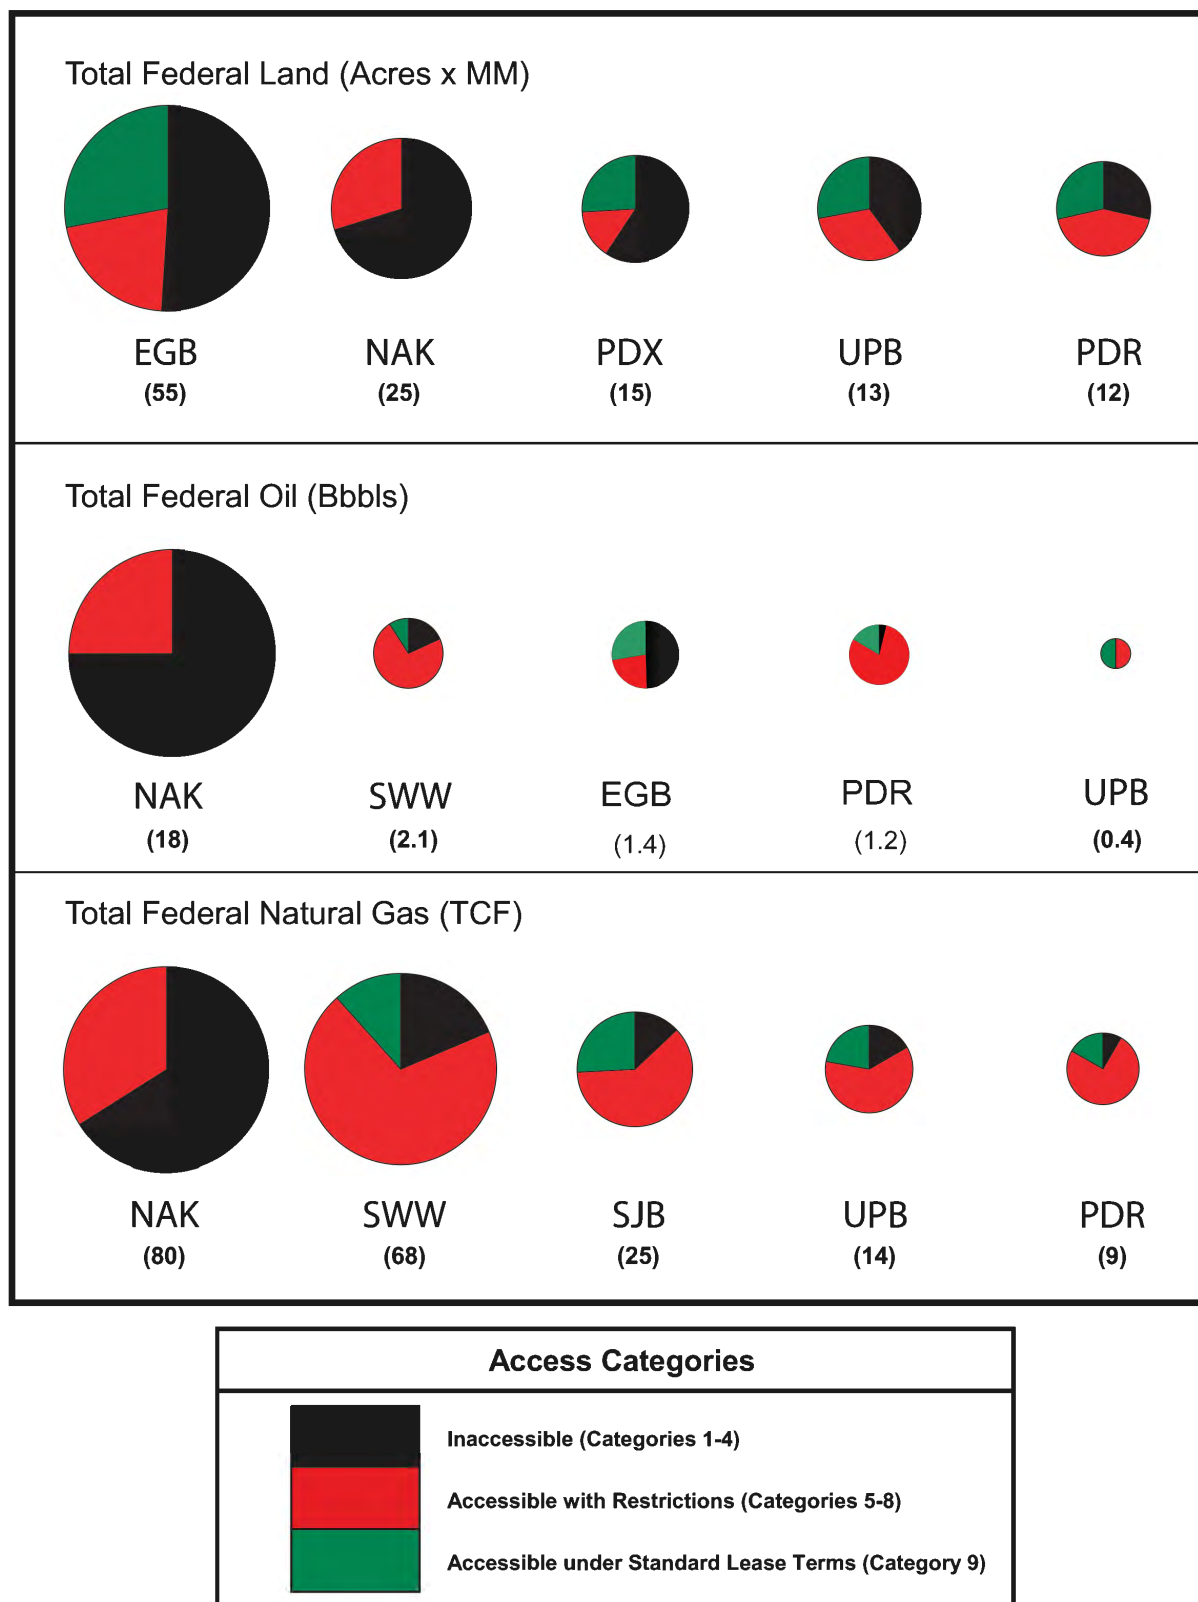 Total Federal Land (Acres x MM)
EGB NAK PDX UPB PDR
(55) (25) (15) (13) (12)
Total Federal Oil (Bbbls)
NAK SWW EGB PDR UPB
(18) (2.1) (1.4) (1.2) (0.4)
Total Federal Natural Gas (TCF)
NAK SWW SJB UPB PDR
(80) (68) (25) (14) (9)
Access Categories
Inaccessible (Categories 1-4)
Accessible with Restrictions (Categories 5-8)
Accessible under Standard Lease Terms (Category 9)